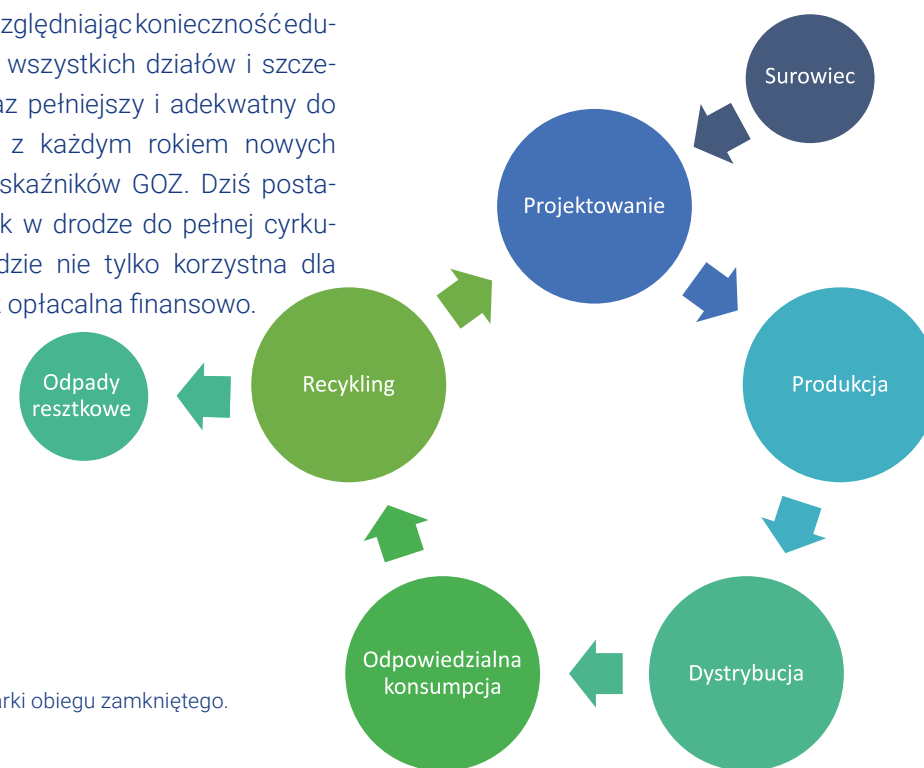 względniając konieczność edu-
wszystkich działów i szcze-
az pełniejszy i adekwatny do
z każdym rokiem nowych
skaźników GOZ. Dziś posta-
k w drodze do pełnej cyrku-
dzie nie tylko korzystna dla
opłacalna finansowo.
Surowiec
Projektowanie
Recykling
Produkcja
Odpady
resztkowe
Odpowiedzialna
konsumpcja
Dystrybucja
arki obiegu zamkniętego.